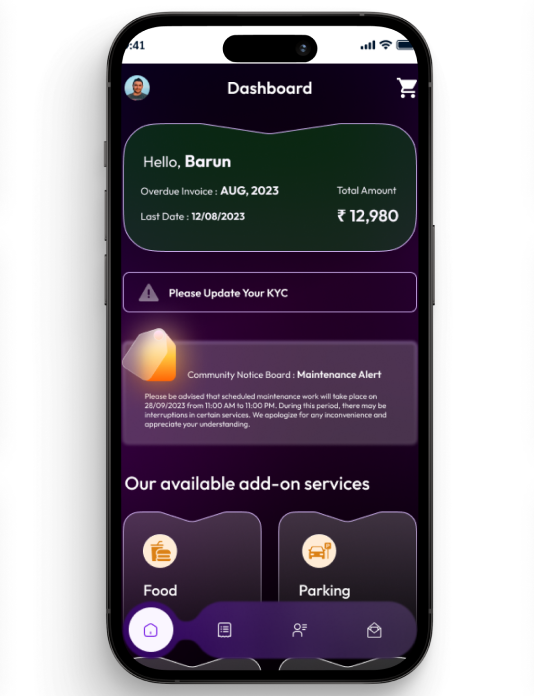 :41
Dashboard
Hello, Barun
Overdue Invoice : AUG, 2023
Total Amount
Last Date : 12/08/2023
₹ 12,980
Please Update Your KYC
Community Notice Board : Maintenance Alert
Please be advised that scheduled maintenance work will take place on
28/09/2023 from 11:00 AM to 11:00 PM. During this period, there may be
interruptions in certain services. We apologize for any inconvenience and
appreciate your understanding.
Our available add-on services
Food
Parking